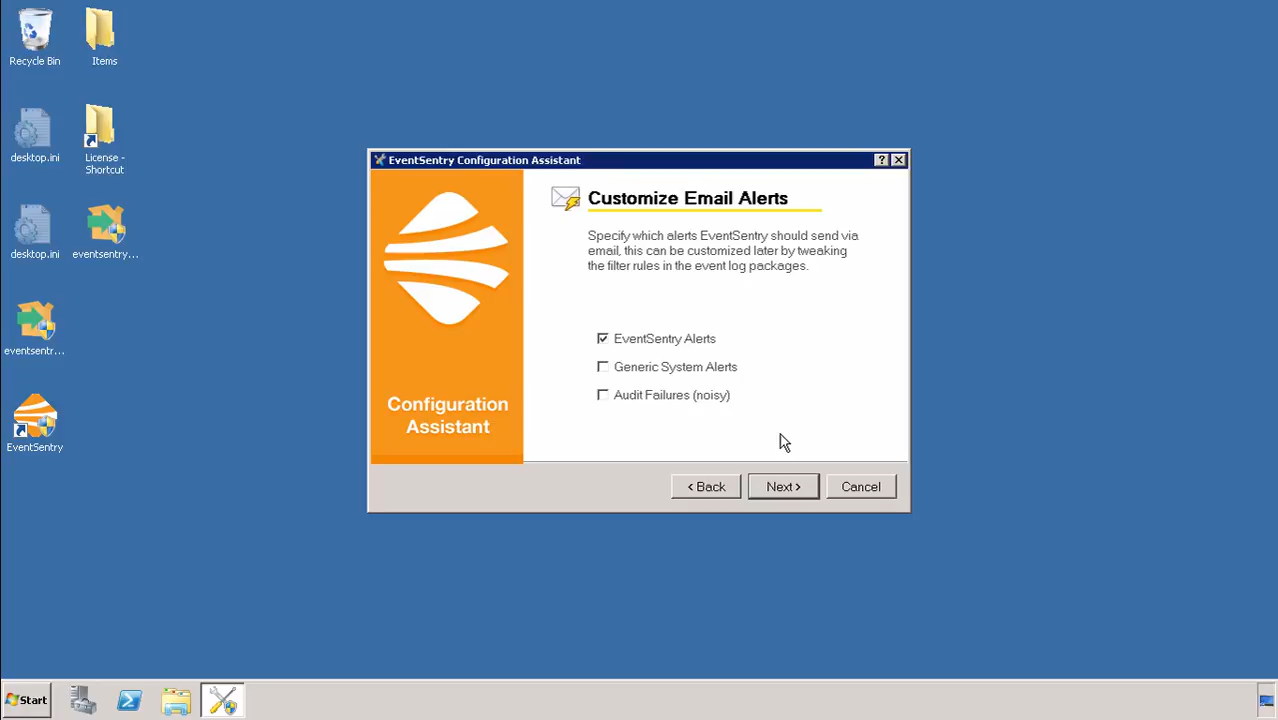 Recycle Bin
Items
desktop.ini
License -
Shortcut
desktop.ini
eventsentry...
eventsentr...
EventSentry
EventSentry Configuration Assistant
?
Customize Email Alerts
Specify which alerts EventSentry should send via
email, this can be customized later by tweaking
the filter rules in the event log packages.
EventSentry Alerts
Generic System Alerts
Audit Failures (noisy)
Configuration
Assistant
< Back
Next >
Cancel
Start